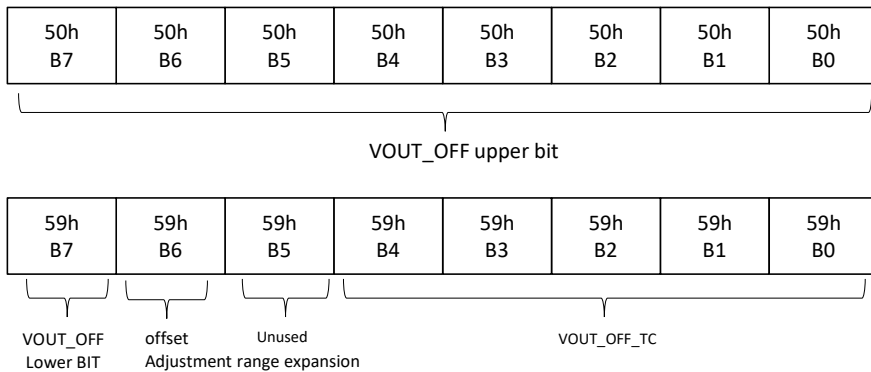 50h 50h 50h 50h 50h 50h 50h 50h
B7 B6 B5 B4 B3 B2 B1 B0
VOUT_OFF upper bit
59h 59h 59h 59h 59h 59h 59h 59h
B7 B6 B5 B4 B3 B2 B1 B0
VOUT_OFF offset Unused VOUT_OFF_TC
Lower BIT Adjustment range expansion